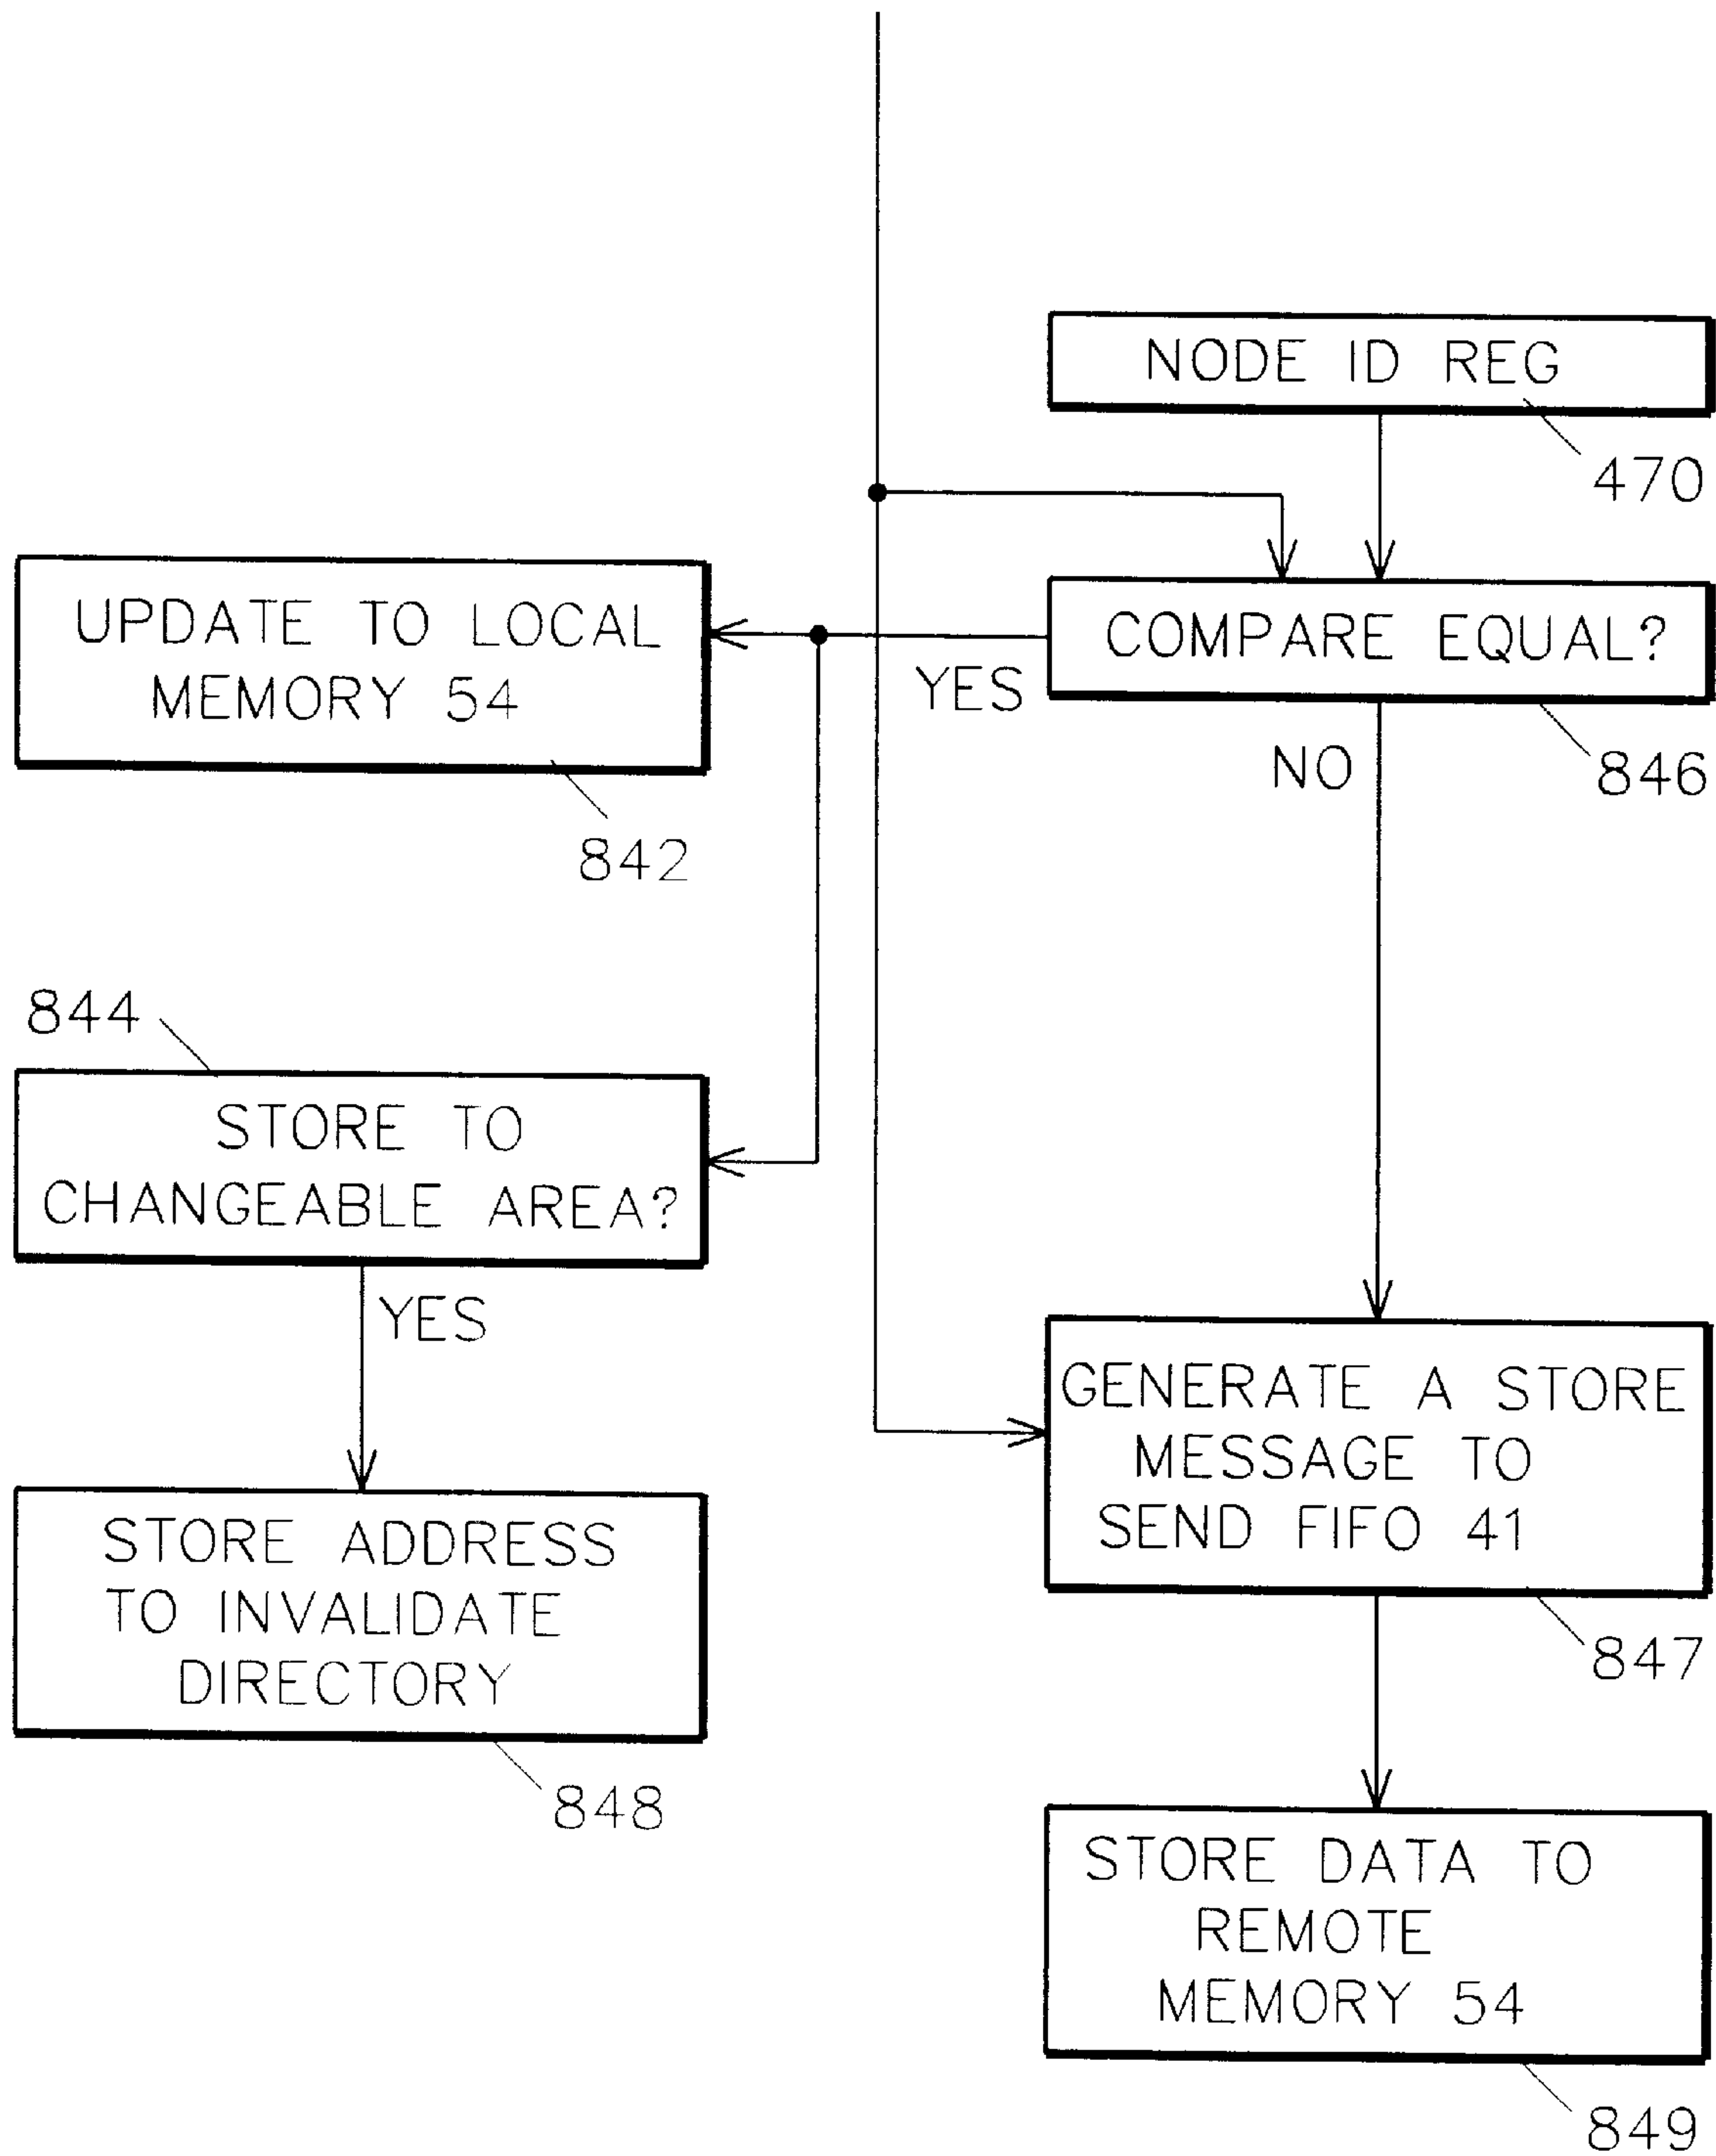 NODE ID REG
470
UPDATE TO LOCAL
MEMORY 54
842
COMPARE EQUAL?
846
YES
NO
844
STORE TO
CHANGEABLE AREA?
YES
STORE ADDRESS
TO INVALIDATE
DIRECTORY
848
GENERATE A STORE
MESSAGE TO
SEND FIFO 41
847
STORE DATA TO
REMOTE
MEMORY 54
849